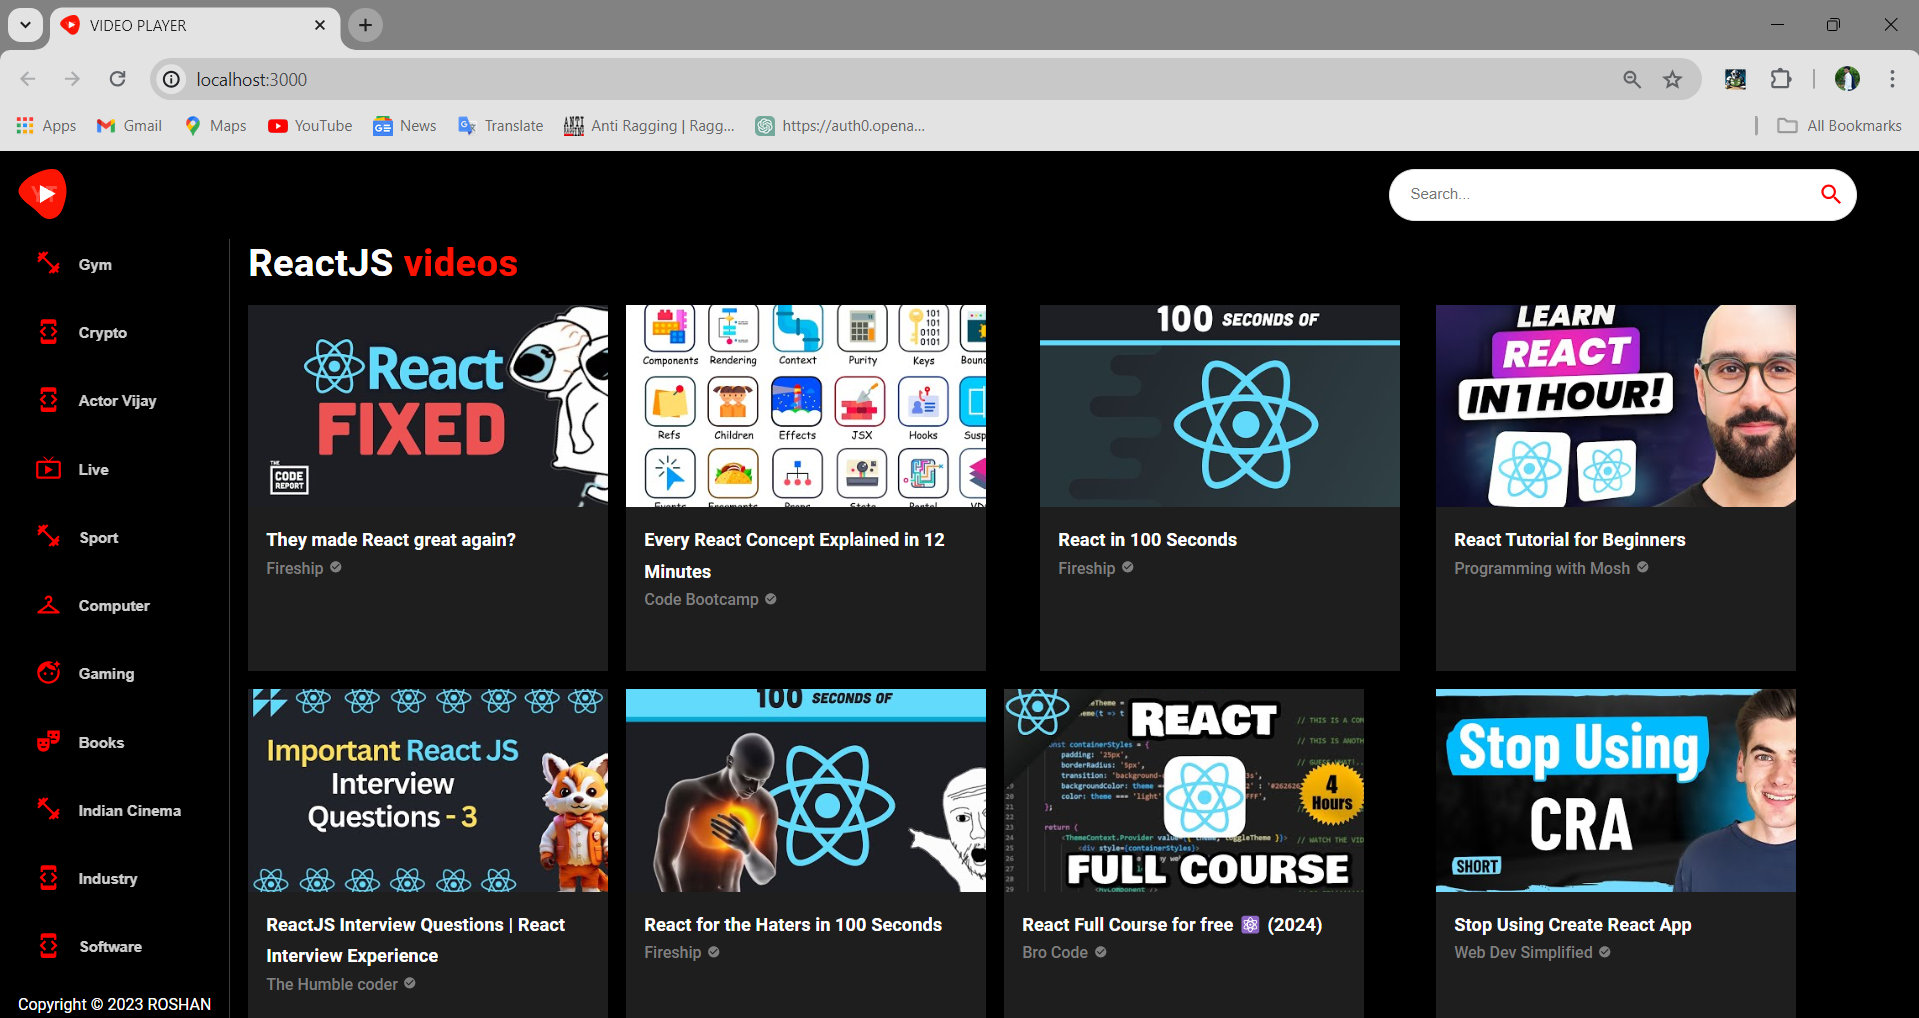 VIDEO PLAYER
localhost:3000
Apps
Gmail
Maps
YouTube
News
Translate
Anti Ragging | Ragg...
https://auth0.opena...
All Bookmarks
Search...
Gym
Crypto
Actor Vijay
Live
Sport
Computer
Gaming
Books
Indian Cinema
Industry
Software
Copyright © 2023 ROSHAN
ReactJS videos
React
FIXED
THE
CODE
REPORT
They made React great again?
Fireship
Components Rendering Context Purity Keys
Refs Children Effects JSX Hooks
Every React Concept Explained in 12
Minutes
Code Bootcamp
100 SECONDS OF
React in 100 Seconds
Fireship
LEARN
REACT
IN 1 HOUR!
React Tutorial for Beginners
Programming with Mosh
Important React JS
Interview
Questions - 3
ReactJS Interview Questions | React
Interview Experience
The Humble coder
100 SECONDS OF
React for the Haters in 100 Seconds
Fireship
REACT
4
Hours
FULL COURSE
React Full Course for free ⚛️ (2024)
Bro Code
Stop Using
CRA
SHORT
Stop Using Create React App
Web Dev Simplified